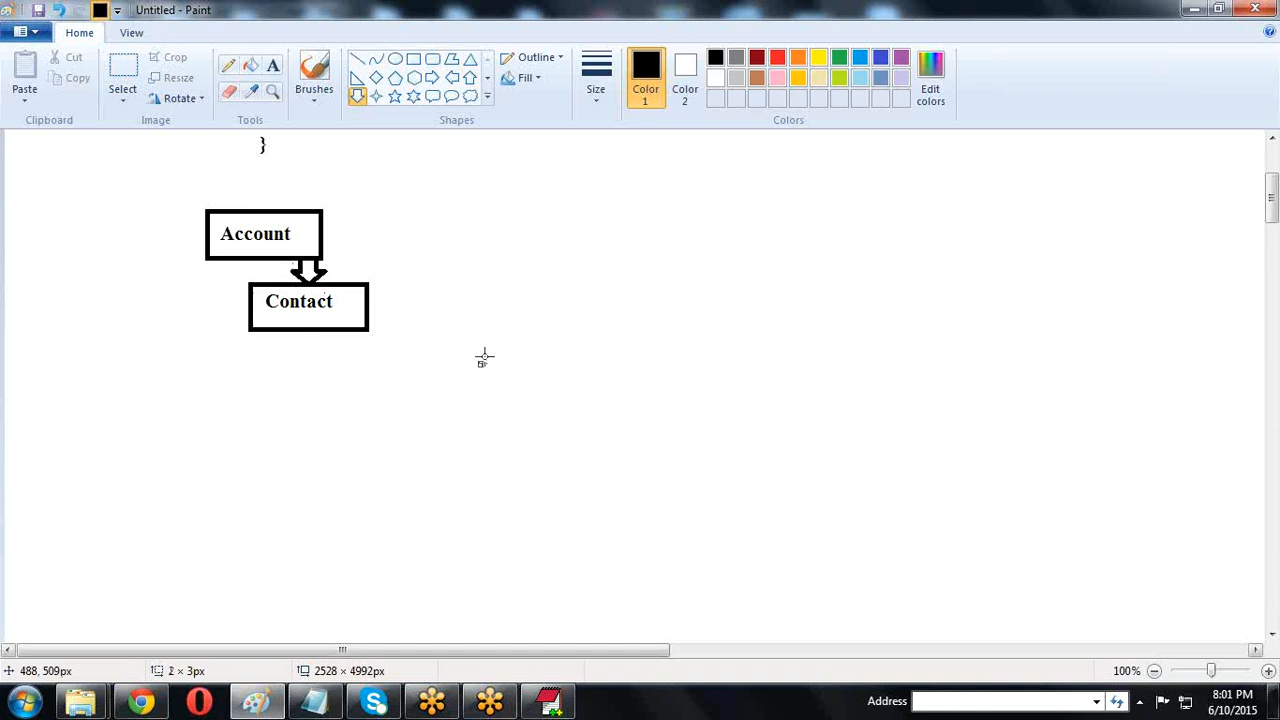 Untitled - Paint
Home
View
Paste
Cut
Copy
Clipboard
Select
Crop
Resize
Rotate
Image
A
Tools
Brushes
Outline
Fill
Shapes
Size
Color 1
Color 2
Edit colors
Colors
}
Account
Contact
488, 509px
2 × 3px
2528 × 4992px
100%
Address
8:01 PM
6/10/2015